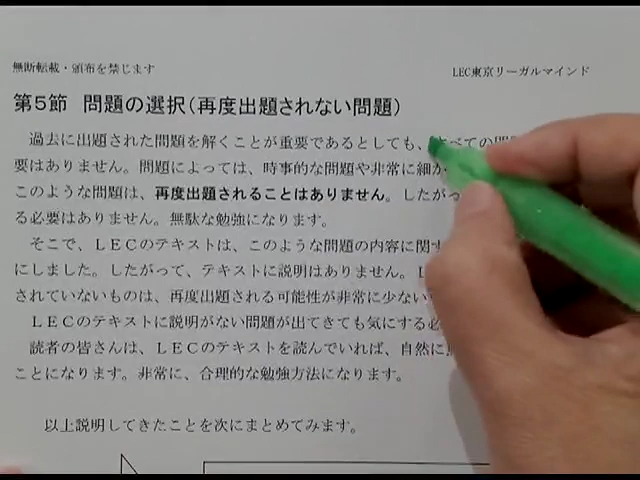 無断転載・頒布を禁じます
LEC東京リーガルマインド
第5節 問題の選択(再度出題されない問題)
過去に出題された問題を解くことが重要であるとしても、すべての問
要はありません。問題によっては、時事的な問題や非常に細か
このような問題は、再度出題されることはありません。したがっ
る必要はありません。無駄な勉強になります。
そこで、LECのテキストは、このような問題の内容に関す
にしました。したがって、テキストに説明はありません。
されていないものは、再度出題される可能性が非常に少ない
LECのテキストに説明がない問題が出てきても気にする必
読者の皆さんは、LECのテキストを読んでいれば、自然に
ことになります。非常に、合理的な勉強方法になります。
以上説明してきたことを次にまとめてみます。